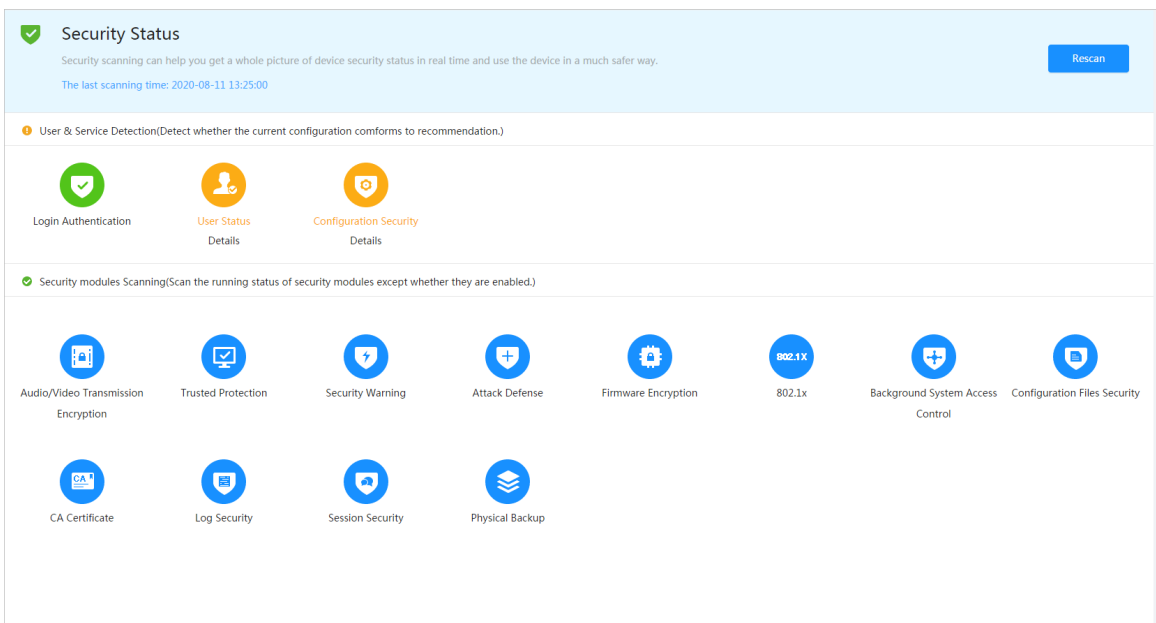 Security Status
Security scanning can help you get a whole picture of device security status in real time and use the device in a much safer way.
Rescan
The last scanning time: 2020-08-11 13:25:00
User & Service Detection(Detect whether the current configuration comforms to recommendation.)
Login Authentication
User Status
Configuration Security
Details
Details
Security modules Scanning(Scan the running status of security modules except whether they are enabled.)
802.1X
Audio/Video Transmission
Encryption
Trusted Protection
Security Warning
Attack Defense
Firmware Encryption
802.1x
Background System Access
Control
Configuration Files Security
CA
CA Certificate
Log Security
Session Security
Physical Backup